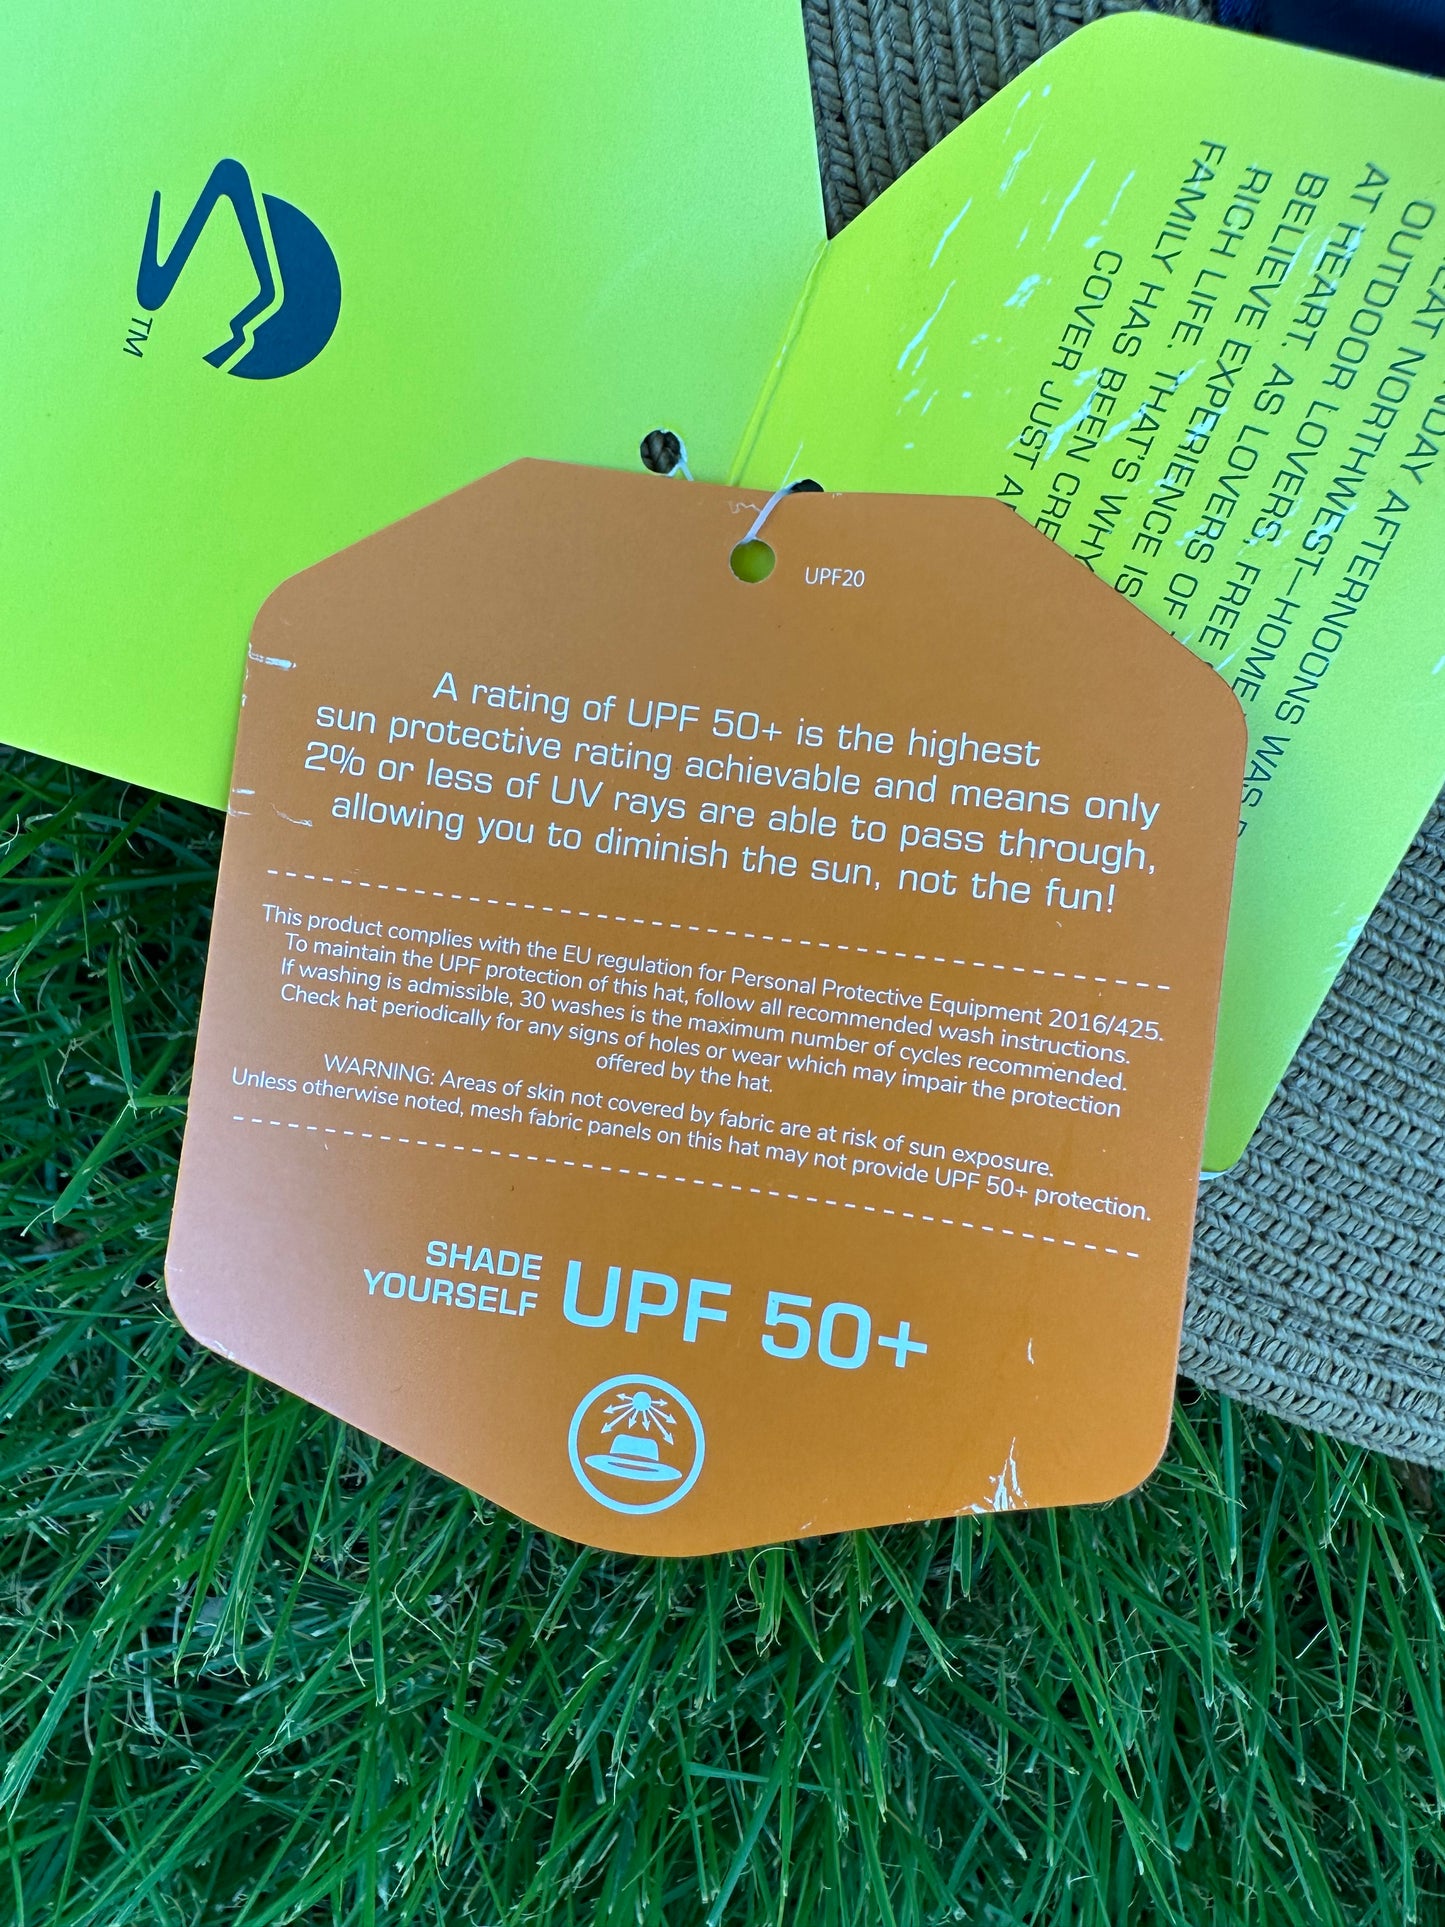 UPF20
A rating of UPF 50+ is the highest
sun protective rating achievable and means only
2% or less of UV rays are able to pass through,
allowing you to diminish the sun, not the fun!
This product complies with the EU regulation for Personal Protective Equipment 2016/425.
To maintain the UPF protection of this hat, follow all recommended wash instructions.
If washing is admissible, 30 washes is the maximum number of cycles recommended.
Check hat periodically for any signs of holes or wear which may impair the protection
offered by the hat.
WARNING: Areas of skin not covered by fabric are at risk of sun exposure.
Unless otherwise noted, mesh fabric panels on this hat may not provide UPF 50+ protection.
SHADE
YOURSELF
UPF 50+
TM
AFTERNOONS WAS
OUTDOOR NORTHWEST—HOME
AT HEART. AS LOVERS, FREE
BELIEVE EXPERIENCE IS
RICH LIFE. THAT'S WHY
FAMILY HAS BEEN
COVER JUST